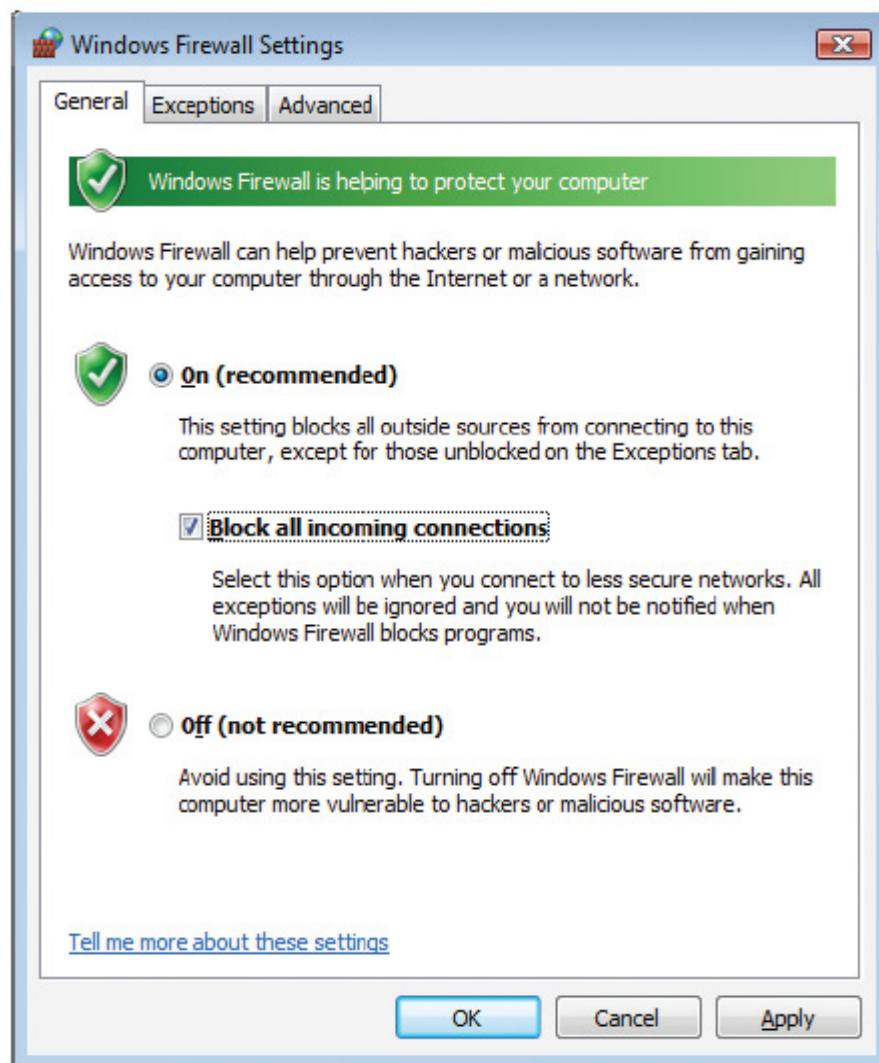 Windows Firewall Settings
General
Exceptions
Advanced
Windows Firewall is helping to protect your computer
Windows Firewall can help prevent hackers or malicious software from gaining
access to your computer through the Internet or a network.
On (recommended)
This setting blocks all outside sources from connecting to this
computer, except for those unblocked on the Exceptions tab.
Block all incoming connections
Select this option when you connect to less secure networks. All
exceptions will be ignored and you will not be notified when
Windows Firewall blocks programs.
Off (not recommended)
Avoid using this setting. Turning off Windows Firewall will make this
computer more vulnerable to hackers or malicious software.
Tell me more about these settings
OK
Cancel
Apply